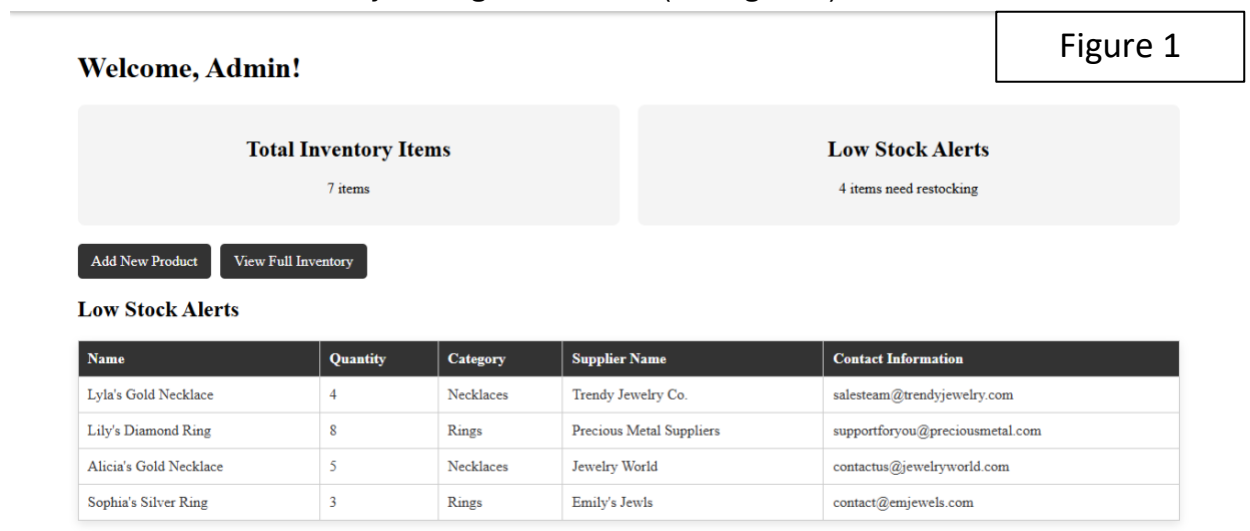 Figure 1
Welcome, Admin!
Total Inventory Items
7 items
Low Stock Alerts
4 items need restocking
Add New Product
View Full Inventory
Low Stock Alerts
Name Quantity Category Supplier Name Contact Information
Lyla's Gold Necklace 4 Necklaces Trendy Jewelry Co. salesteam@trendyjewelry.com
Lily's Diamond Ring 8 Rings Precious Metal Suppliers supportforyou@preciousmetal.com
Alicia's Gold Necklace 5 Necklaces Jewelry World contactus@jewelryworld.com
Sophia's Silver Ring 3 Rings Emily's Jewls contact@emjewels.com